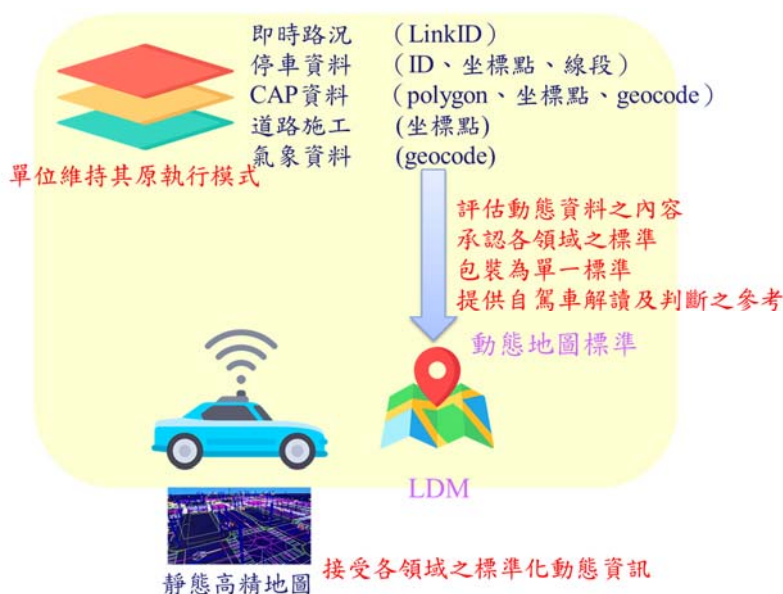 即時路況 （LinkID）
停車資料 （ID、坐標點、線段）
CAP資料 （polygon、坐標點、geocode）
道路施工 (坐標點)
氣象資料 (geocode)
單位維持其原執行模式
評估動態資料之內容
承認各領域之標準
包裝為單一標準
提供自駕車解讀及判斷之參考
動態地圖標準
LDM
靜態高精地圖
接受各領域之標準化動態資訊